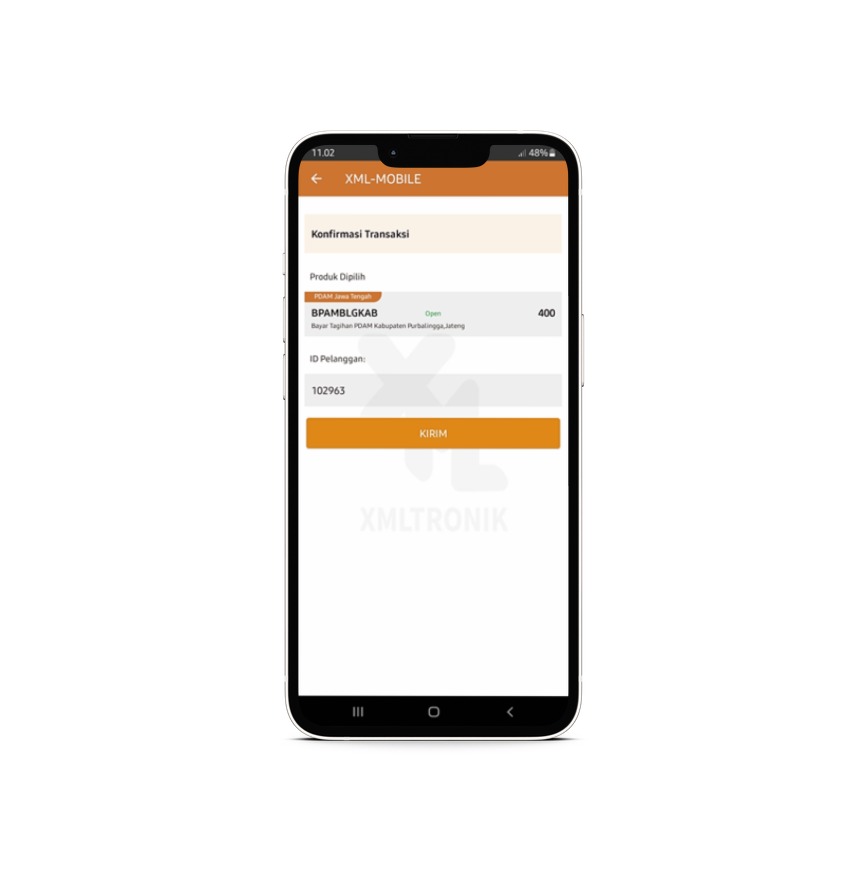 11.02 48%
XML-MOBILE
Konfirmasi Transaksi
Produk Dipilih
PDAM Jawa Tengah
BPAMBLGKAB Open 400
Bayar Tagihan PDAM Kabupaten Purbalingga,Jateng
ID Pelanggan:
102963
KIRIM
XMLTRONIK